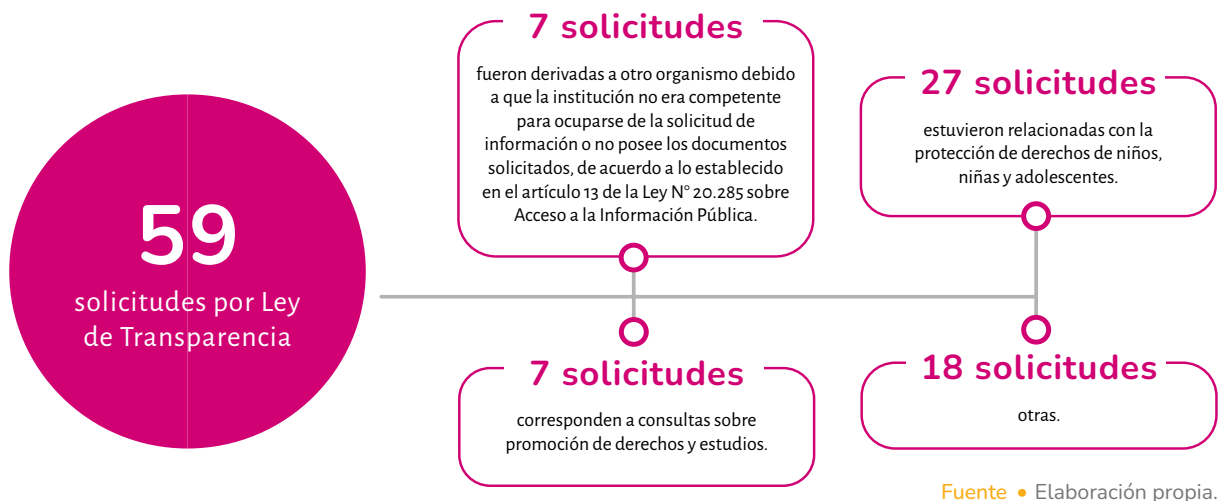 59
solicitudes por Ley
de Transparencia
7 solicitudes
fueron derivadas a otro organismo debido
a que la institución no era competente
para ocuparse de la solicitud de
información o no posee los documentos
solicitados, de acuerdo a lo establecido
en el artículo 13 de la Ley N° 20.285 sobre
Acceso a la Información Pública.
7 solicitudes
corresponden a consultas sobre
promoción de derechos y estudios.
27 solicitudes
estuvieron relacionadas con la
protección de derechos de niños,
niñas y adolescentes.
18 solicitudes
otras.
Fuente • Elaboración propia.